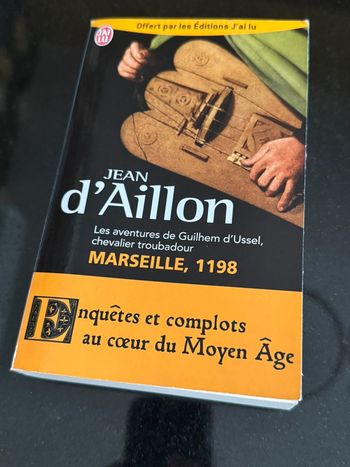 Offert par les Éditions J'ai lu
J'AI
LU
JEAN
d'Aillon
Les aventures de Guilhem d'Ussel,
chevalier troubadour
MARSEILLE, 1198
Enquêtes et complots
au cœur du Moyen Âge